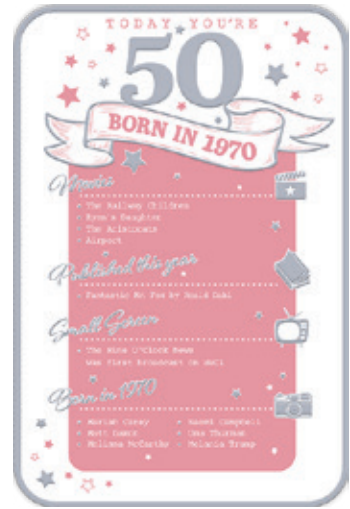 TODAY YOU'RE
50
BORN IN 1970
Movies
The Railway Children
Ryan's Daughter
The Aristocats
Airport
Published this year
Fantastic Mr Fox by Roald Dahl
Small Screen
The Nine O'Clock News
was first broadcast on BBC1
Born in 1970
Mariah Carey
Naomi Campbell
Matt Damon
Uma Thurman
Melissa McCarthy
Melania Trump